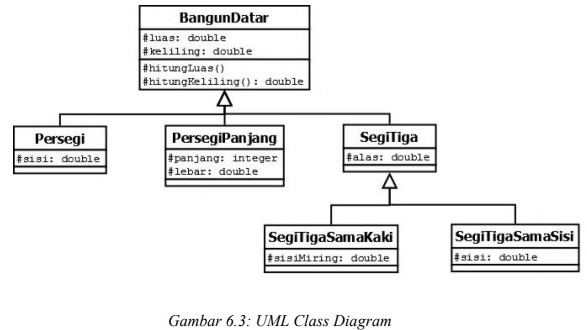 BangunDatar
#luas: double
#keliling: double
#hitungLuas()
#hitungKeliling(): double
Persegi
#sisi: double
PersegiPanjang
#panjang: integer
#lebar: double
SegiTiga
#alas: double
SegiTigaSamaKaki
#sisiMiring: double
SegiTigaSamaSisi
#sisi: double
Gambar 6.3: UML Class Diagram